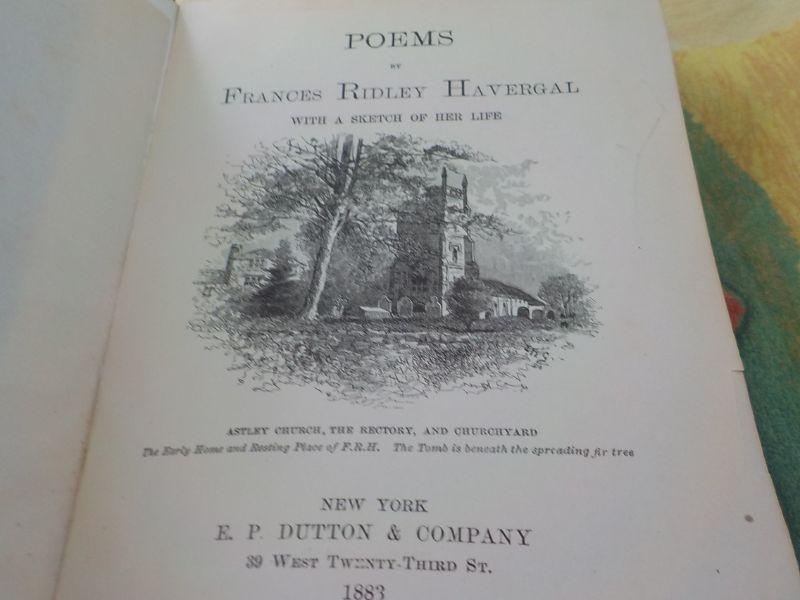 POEMS
BY
FRANCES RIDLEY HAVERGAL
WITH A SKETCH OF HER LIFE
ASTLEY CHURCH, THE RECTORY, AND CHURCHYARD
The Early Home and Resting Place of F.R.H. The Tomb is beneath the spreading fir tree
NEW YORK
E. P. DUTTON & COMPANY
39 WEST TWENTY-THIRD ST.
1883